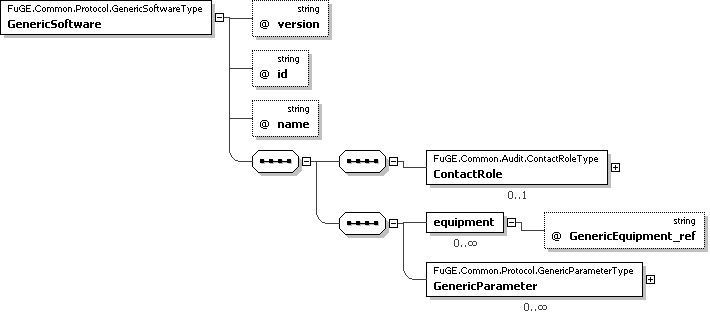 FuGE.Common.Protocol.GenericSoftwareType
GenericSoftware
string
@ version
string
@ id
string
@ name
FuGE.Common.Audit.ContactRoleType
ContactRole
0..1
equipment
0..∞
string
@ GenericEquipment_ref
FuGE.Common.Protocol.GenericParameterType
GenericParameter
0..∞